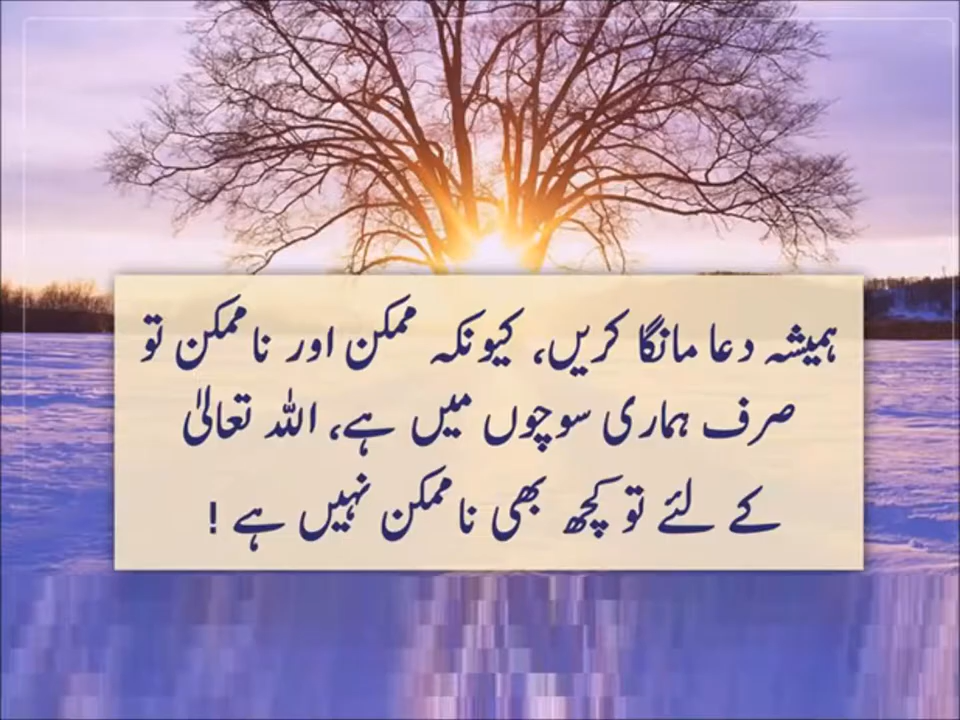 ہمیشہ دعا مانگا کریں، کیونکہ ممکن اور ناممکن تو
صرف ہماری سوچوں میں ہے، اللہ تعالیٰ
کے لئے تو کچھ بھی ناممکن نہیں ہے !